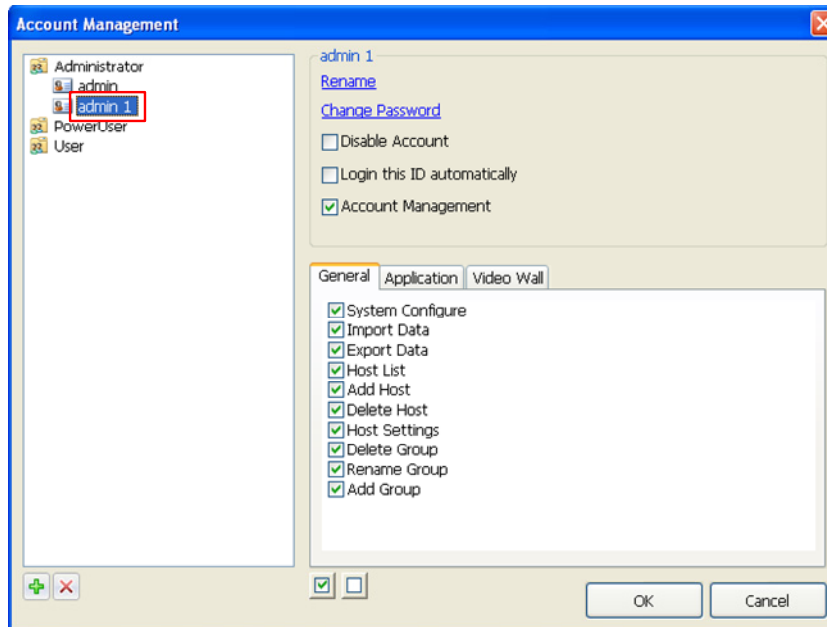 Account Management
Administrator
admin
admin 1
PowerUser
User
admin 1
Rename
Change Password
Disable Account
Login this ID automatically
Account Management
General Application Video Wall
System Configure
Import Data
Export Data
Host List
Add Host
Delete Host
Host Settings
Delete Group
Rename Group
Add Group
OK Cancel